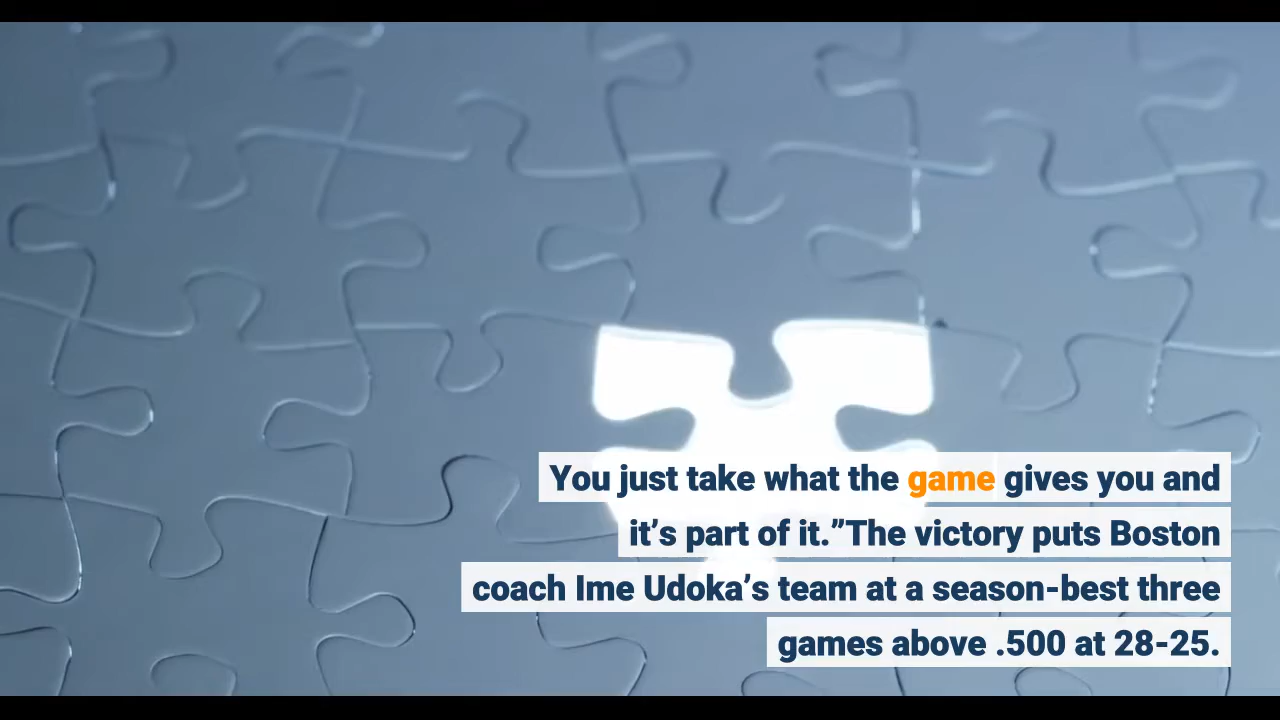 You just take what the game gives you and
it’s part of it.”The victory puts Boston
coach Ime Udoka’s team at a season-best three
games above .500 at 28-25.